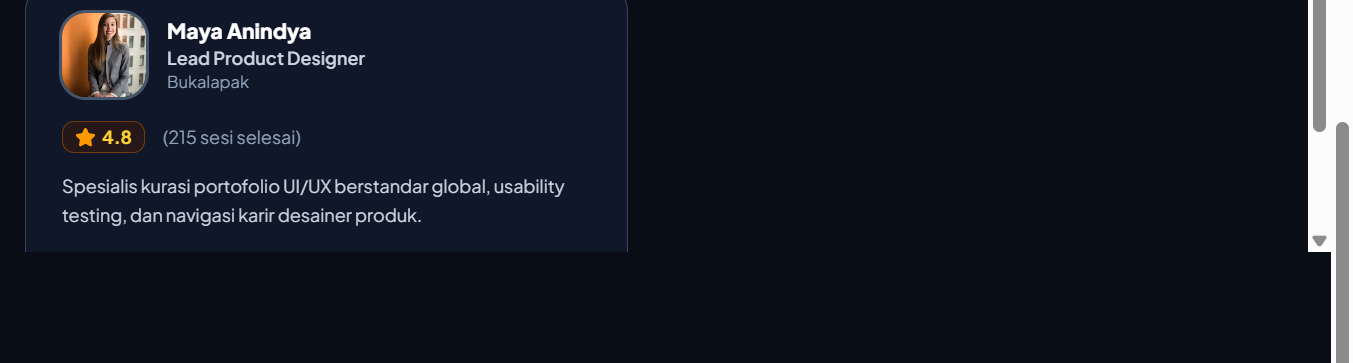 Maya Anindya
Lead Product Designer
Bukalapak
4.8 (215 sesi selesai)
Spesialis kurasi portofolio UI/UX berstandar global, usability
testing, dan navigasi karir desainer produk.